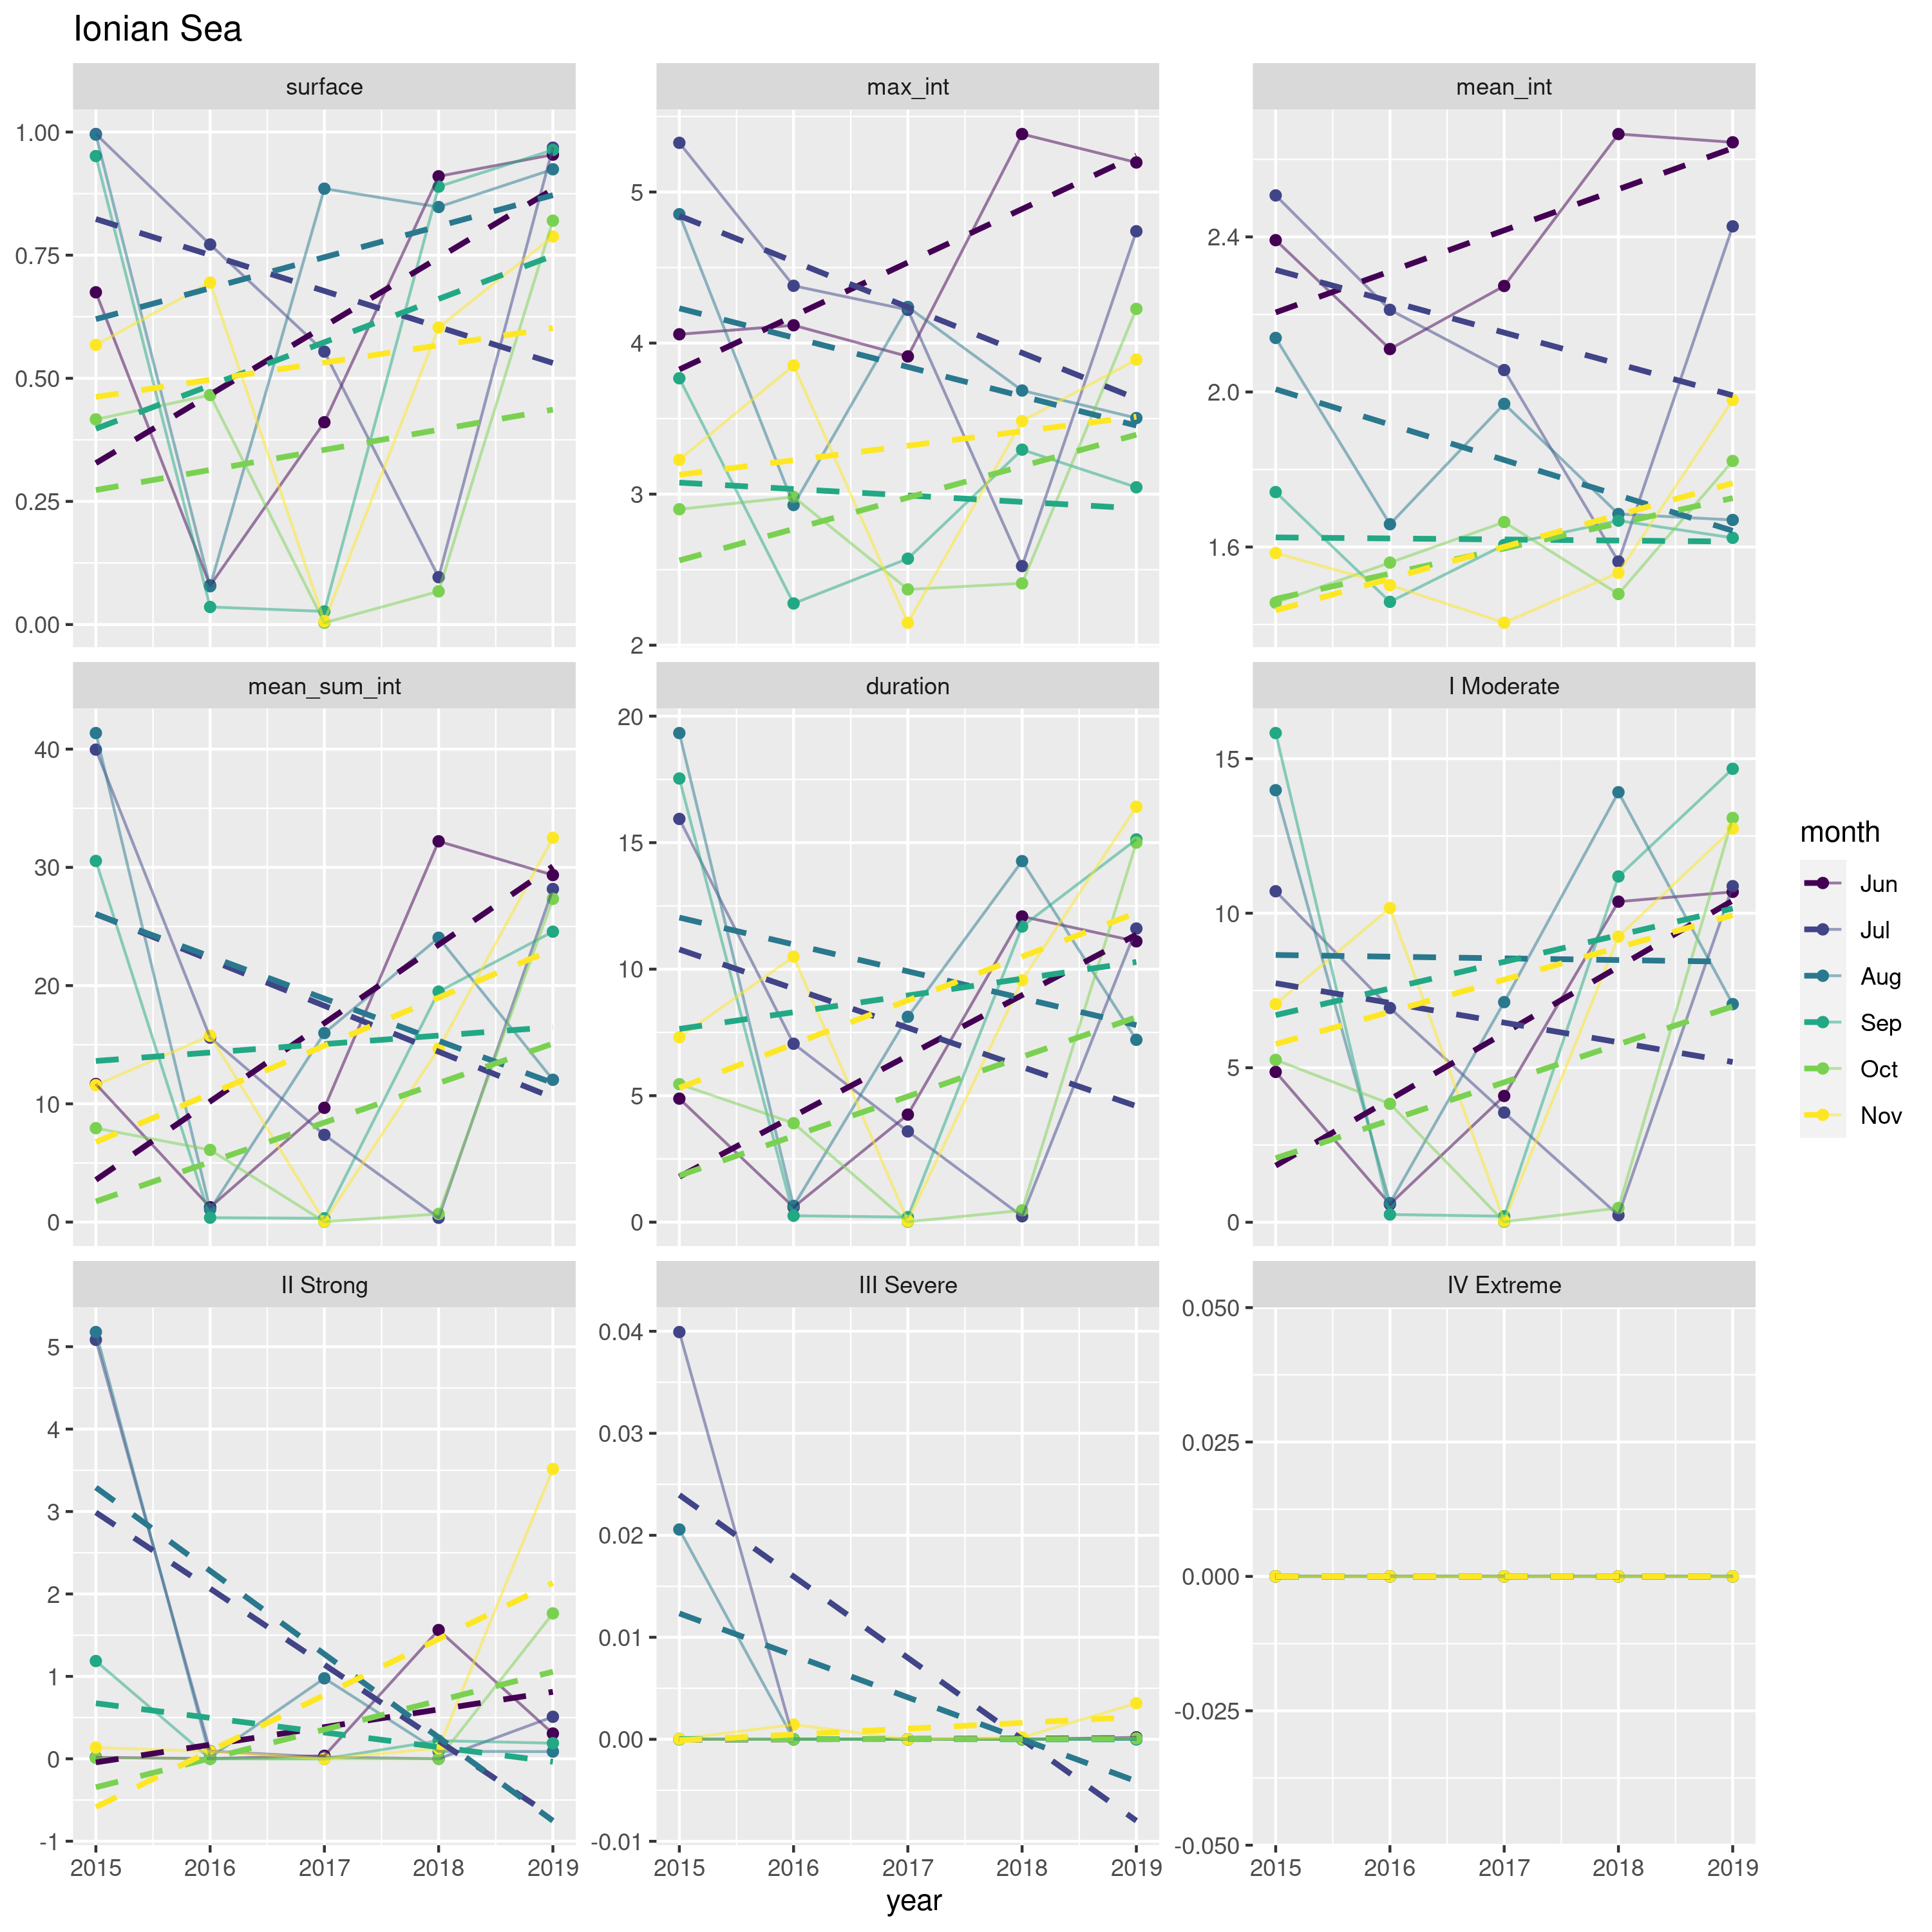 Ionian Sea
surface
max_int
mean_int
1.00
0.75
0.50
0.25
0.00
5
4
3
2
2.4
2.0
1.6
mean_sum_int
duration
I Moderate
40
30
20
10
0
20
15
10
5
0
15
10
5
0
month
Jun
Jul
Aug
Sep
Oct
Nov
II Strong
III Severe
IV Extreme
5
4
3
2
1
0
-1
0.04
0.03
0.02
0.01
0.00
-0.01
0.050
0.025
0.000
-0.025
-0.050
2015 2016 2017 2018 2019
2015 2016 2017 2018 2019
2015 2016 2017 2018 2019
year